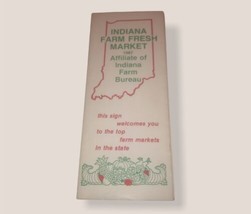 INDIANA
FARM FRESH
MARKET
Affiliate of
Indiana
Farm
Bureau
this sign
welcomes you
to the top
farm markets
in the state